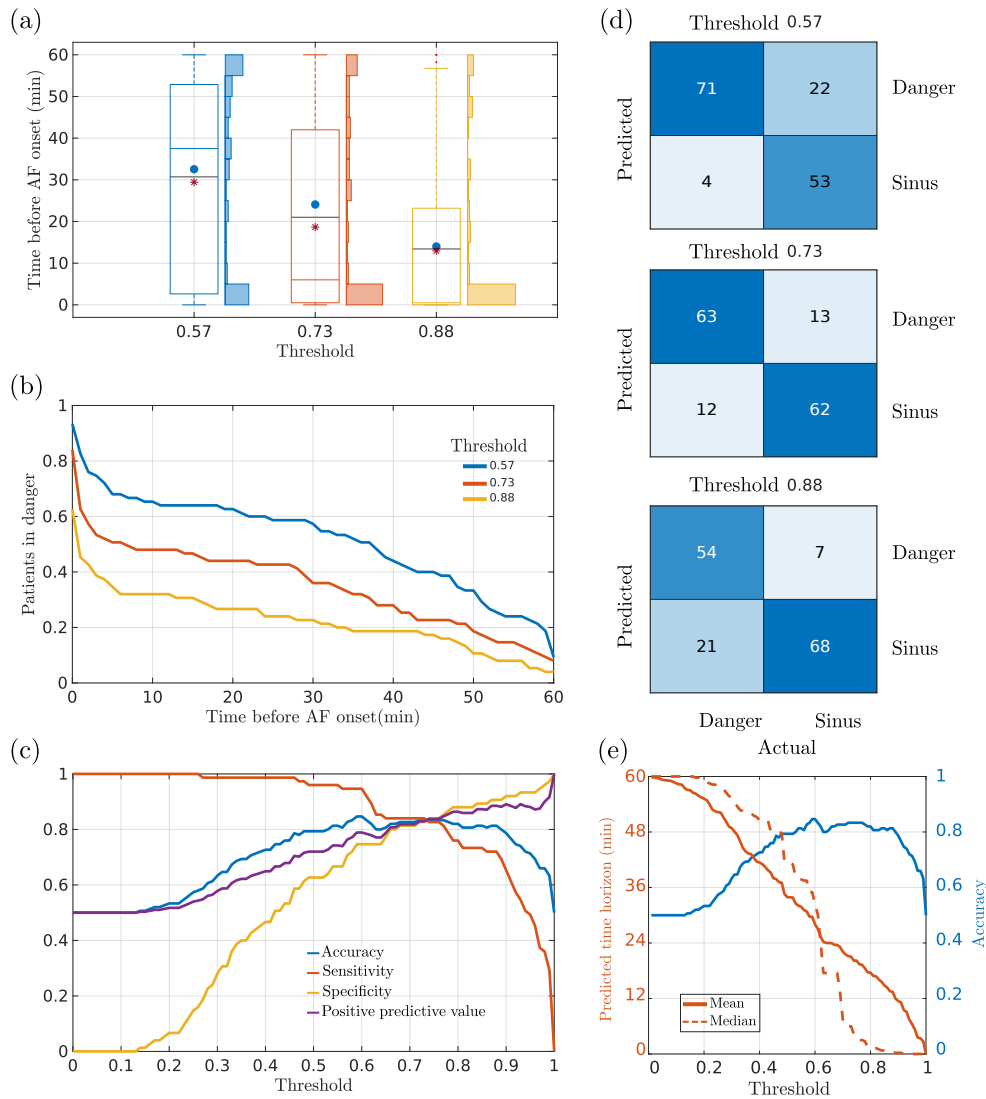 (a)
Time before AF onset (min)
60
50
40
30
20
10
0
0.57
0.73
0.88
Threshold
(b)
Patients in danger
1
0.8
0.6
0.4
0.2
0
0
10
20
30
40
50
60
Time before AF onset(min)
Threshold
0.57
0.73
0.88
(c)
1
0.8
0.6
0.4
0.2
0
0
0.1
0.2
0.3
0.4
0.5
0.6
0.7
0.8
0.9
1
Threshold
Accuracy
Sensitivity
Specificity
Positive predictive value
(d)
Threshold 0.57
Predicted
71
22
Danger
4
53
Sinus
Threshold 0.73
Predicted
63
13
Danger
12
62
Sinus
Threshold 0.88
Predicted
54
7
Danger
21
68
Sinus
Danger
Sinus
Actual
(e)
Predicted time horizon (min)
60
48
36
24
12
0
Mean
Median
0
0.2
0.4
0.6
0.8
1
Threshold
1
0.8
0.6
0.4
0.2
0
Accuracy